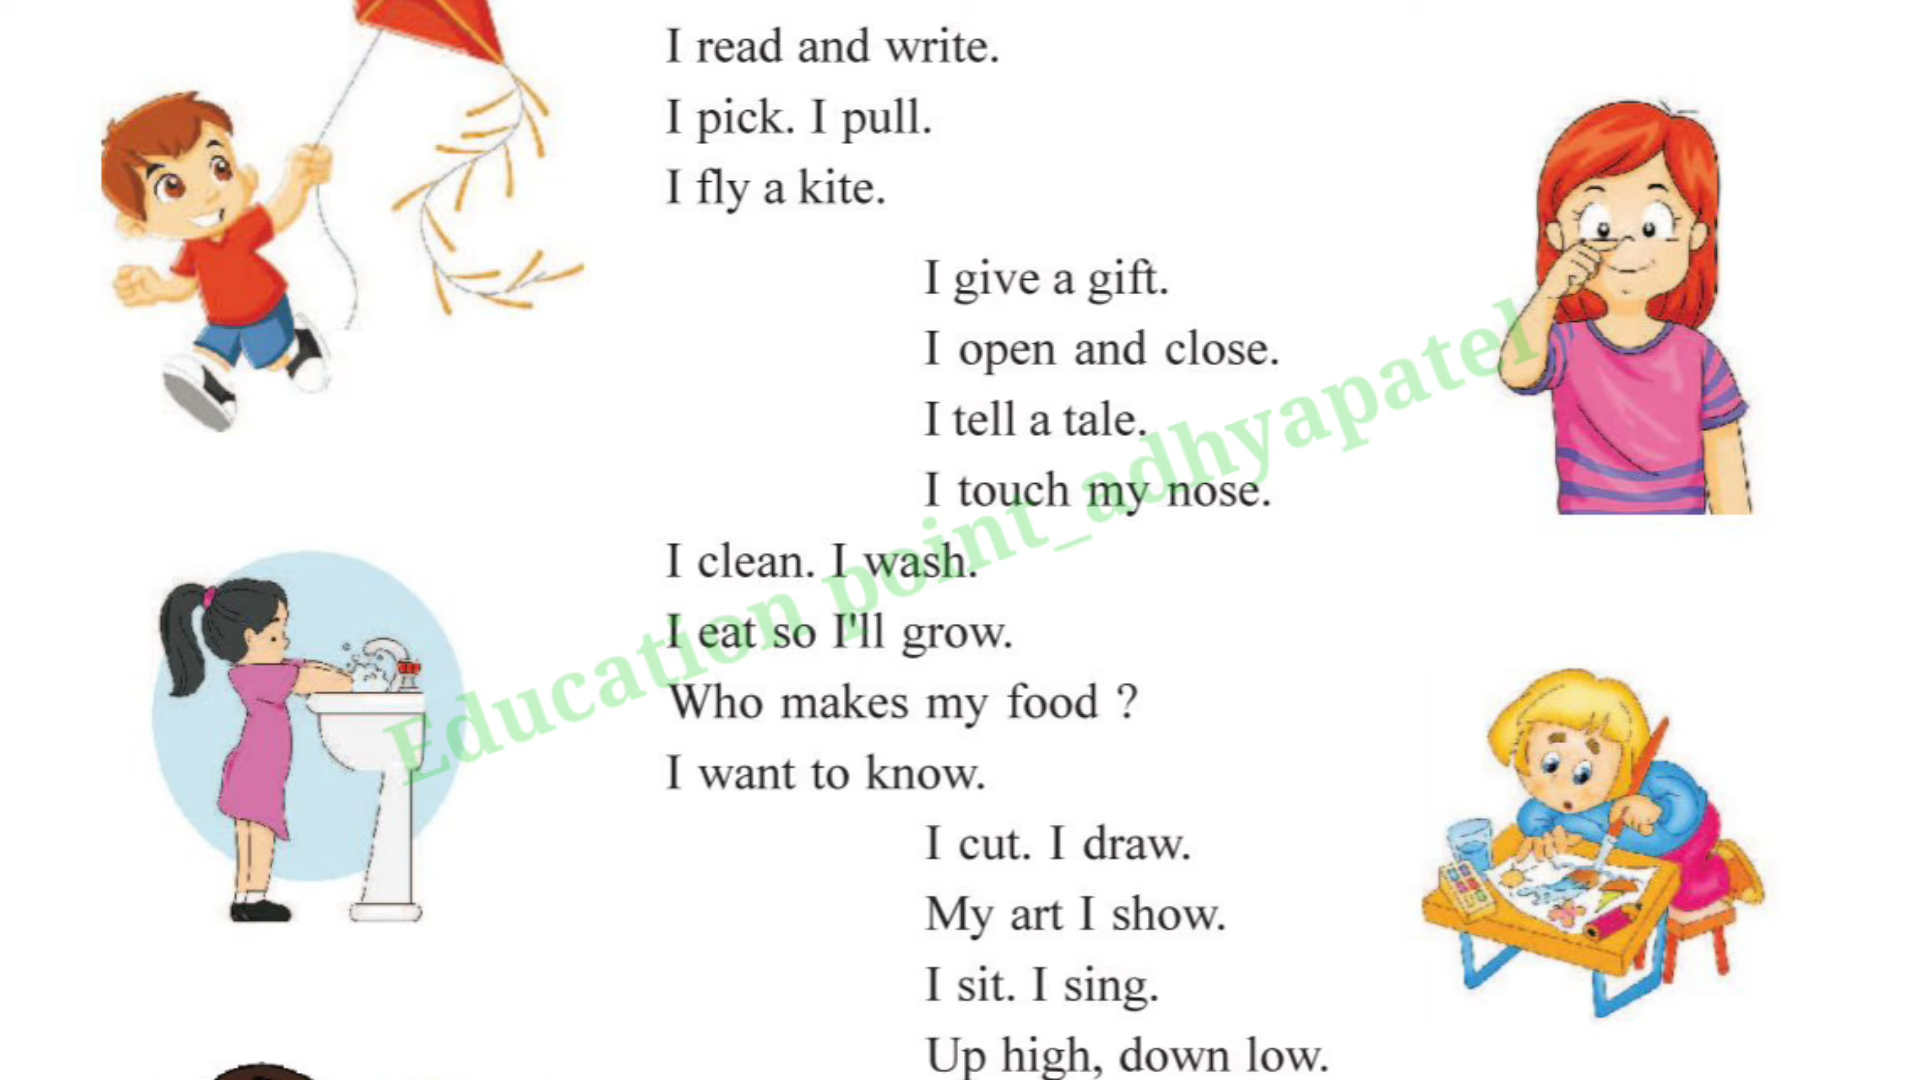 I read and write.
I pick. I pull.
I fly a kite.
I give a gift.
I open and close.
I tell a tale.
I touch my nose.
I clean. I wash.
I eat so I'll grow.
Who makes my food ?
I want to know.
I cut. I draw.
My art I show.
I sit. I sing.
Up high, down low.
Education point_adhyapatel